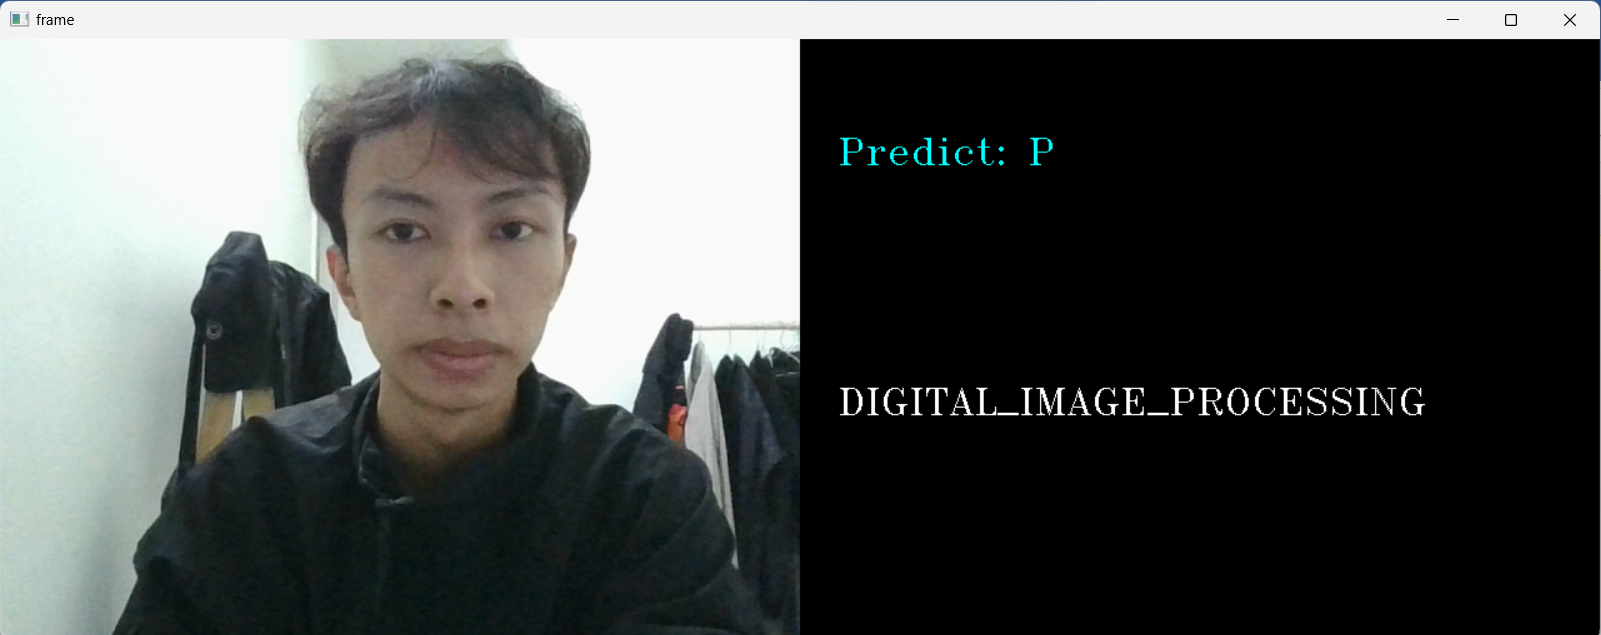 frame
Predict: P
DIGITAL_IMAGE_PROCESSING